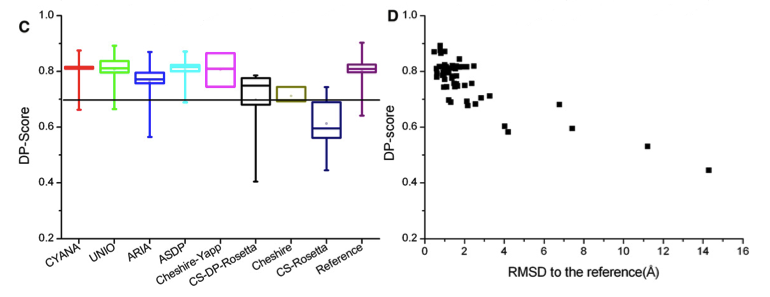 C
DP-Score
1.0
0.8
0.6
0.4
0.2
CYANA
UNIO
ARIA
ASDP
Cheshire-Yapp
CS-DP-Rosetta
Cheshire
CS-Rosetta
Reference
D
DP-score
1.0
0.8
0.6
0.4
0.2
0 2 4 6 8 10 12 14 16
RMSD to the reference(Å)